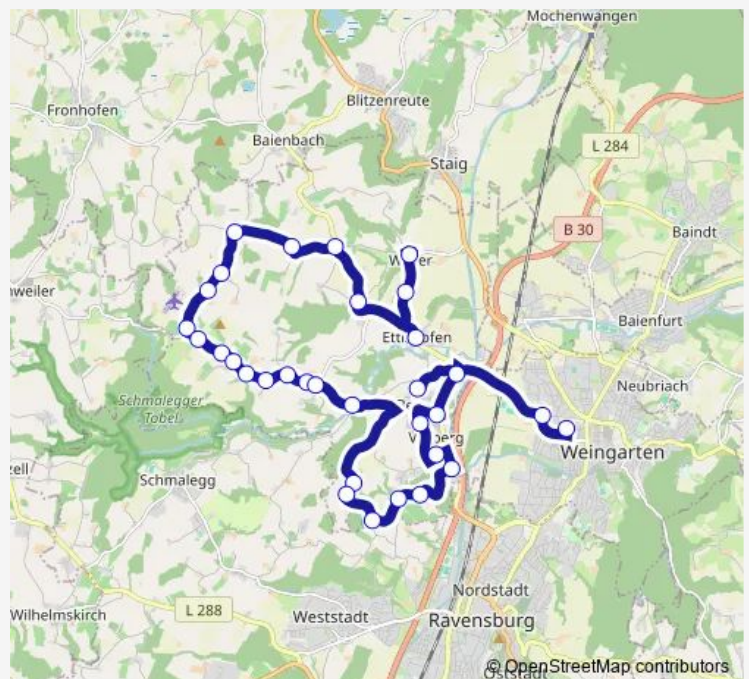 Mochenwangen
Blitzenreute
Fronhofen
L 284
Baienbach
Staig
B 30
Baindt
Baienfurt
Schmalegger
Tobel
Neubriach
Weingarten
Schmalegg
Nordstadt
Wilhelmskirch
L 288
Weststadt
Ravensburg
© OpenStreetMap contributors